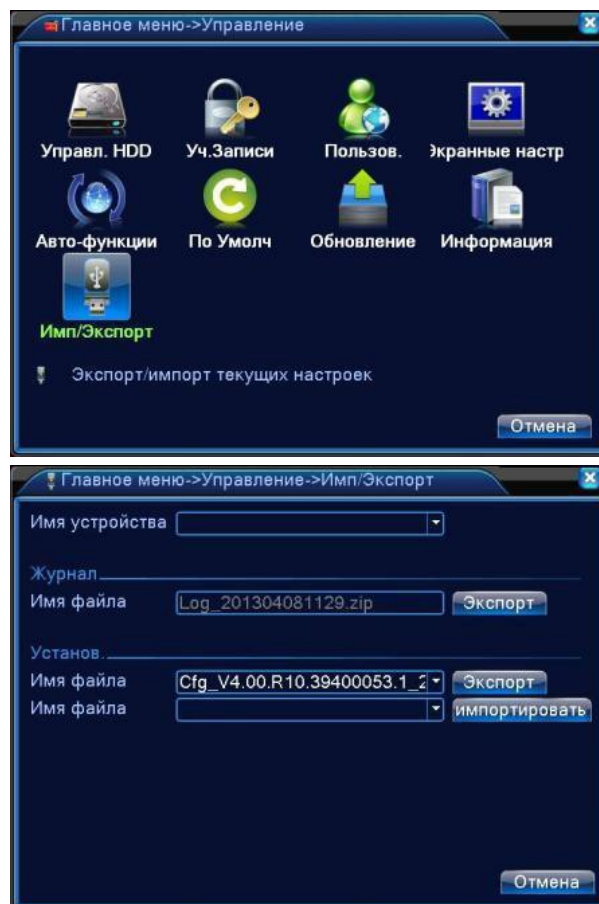 Главное меню->Управление
Управл. HDD Уч.Записи Пользов. Экранные настр
Авто-функции По Умолч Обновление Информация
Имп/Экспорт
Экспорт/импорт текущих настроек
Отмена
Главное меню->Управление->Имп/Экспорт
Имя устройства
Журнал
Имя файла Log_201304081129.zip Экспорт
Установ.
Имя файла Cfg_V4.00.R10.39400053.1_2 Экспорт
Имя файла импортировать
Отмена